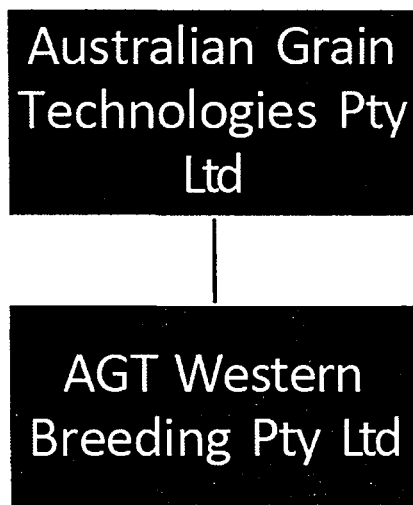 Australian Grain
Technologies Pty
Ltd
AGT Western
Breeding Pty Ltd